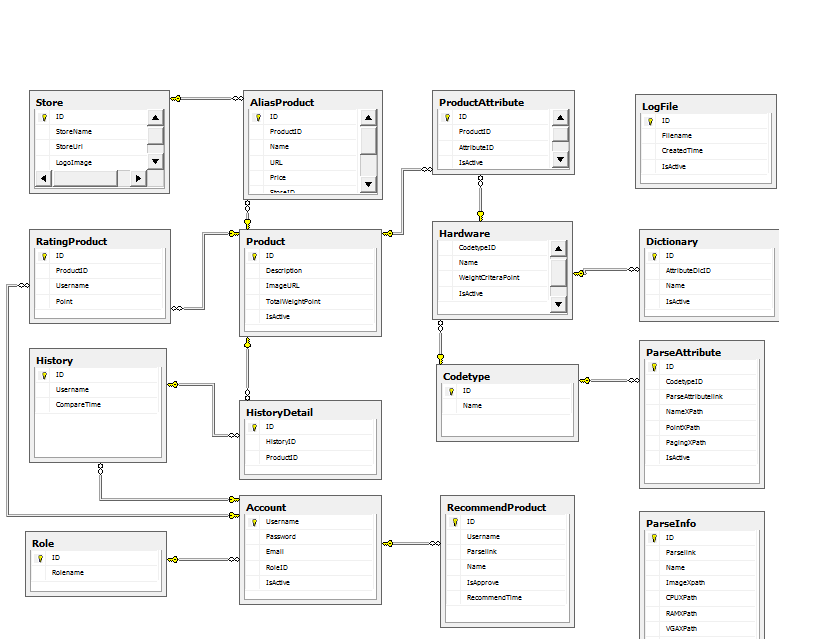 Store
ID
StoreName
StoreUrl
LogoImage
AliasProduct
ID
ProductID
Name
URL
Price
StoreID
ProductAttribute
ID
ProductID
AttributeID
IsActive
LogFile
ID
Filename
CreatedTime
IsActive
RatingProduct
ID
ProductID
Username
Point
Product
ID
Description
ImageURL
TotalWeightPoint
IsActive
Hardware
CodetypeID
Name
WeightCriteraPoint
IsActive
Dictionary
ID
AttributeDicID
Name
IsActive
History
ID
Username
CompareTime
HistoryDetail
ID
HistoryID
ProductID
Codetype
ID
Name
ParseAttribute
ID
CodetypeID
ParseAttributelink
NameXPath
PointXPath
PagingXPath
IsActive
Role
ID
Rolename
Account
Username
Password
Email
RoleID
IsActive
RecommendProduct
ID
Username
Parselink
Name
IsApprove
RecommendTime
ParseInfo
ID
Parselink
Name
ImageXpath
CPUXPath
RAMXPath
VGAXPath